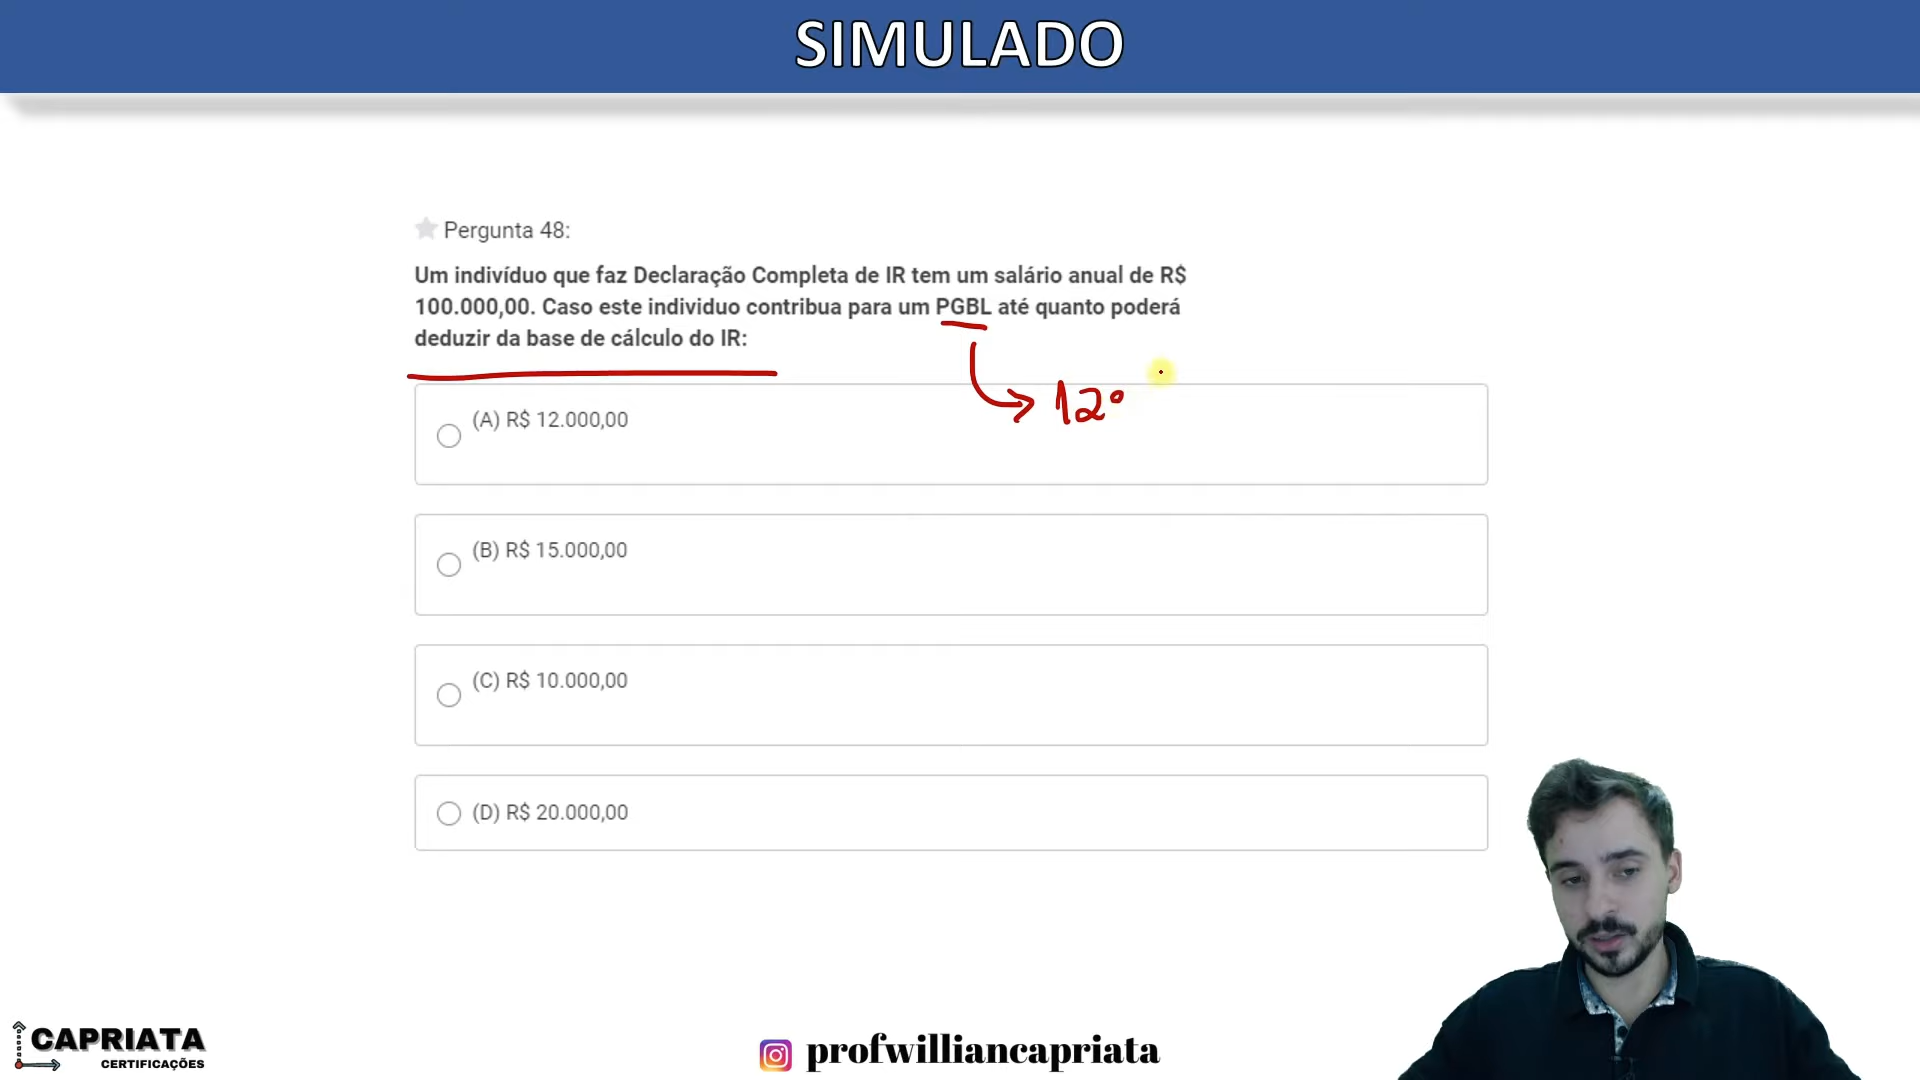 SIMULADO
Pergunta 48:
Um indivíduo que faz Declaração Completa de IR tem um salário anual de R$
100.000,00. Caso este individuo contribua para um PGBL até quanto poderá
deduzir da base de cálculo do IR:
12º
(A) R$ 12.000,00
(B) R$ 15.000,00
(C) R$ 10.000,00
(D) R$ 20.000,00
CAPRIATA
CERTIFICAÇÕES
profwilliancapriata